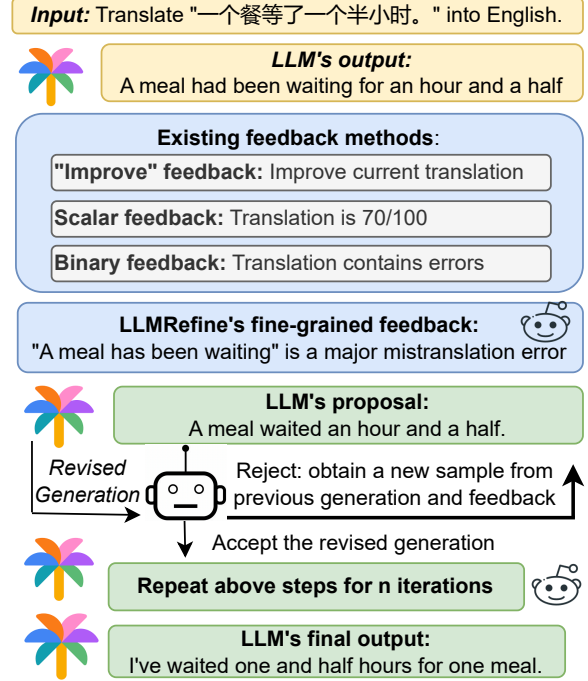 Input: Translate "一个餐等了一个半小时。" into English.
LLM's output:
A meal had been waiting for an hour and a half
Existing feedback methods:
"Improve" feedback: Improve current translation
Scalar feedback: Translation is 70/100
Binary feedback: Translation contains errors
LLMRefine's fine-grained feedback:
"A meal has been waiting" is a major mistranslation error
LLM's proposal:
A meal waited an hour and a half.
Revised
Generation
Reject: obtain a new sample from
previous generation and feedback
Accept the revised generation
Repeat above steps for n iterations
LLM's final output:
I've waited one and half hours for one meal.